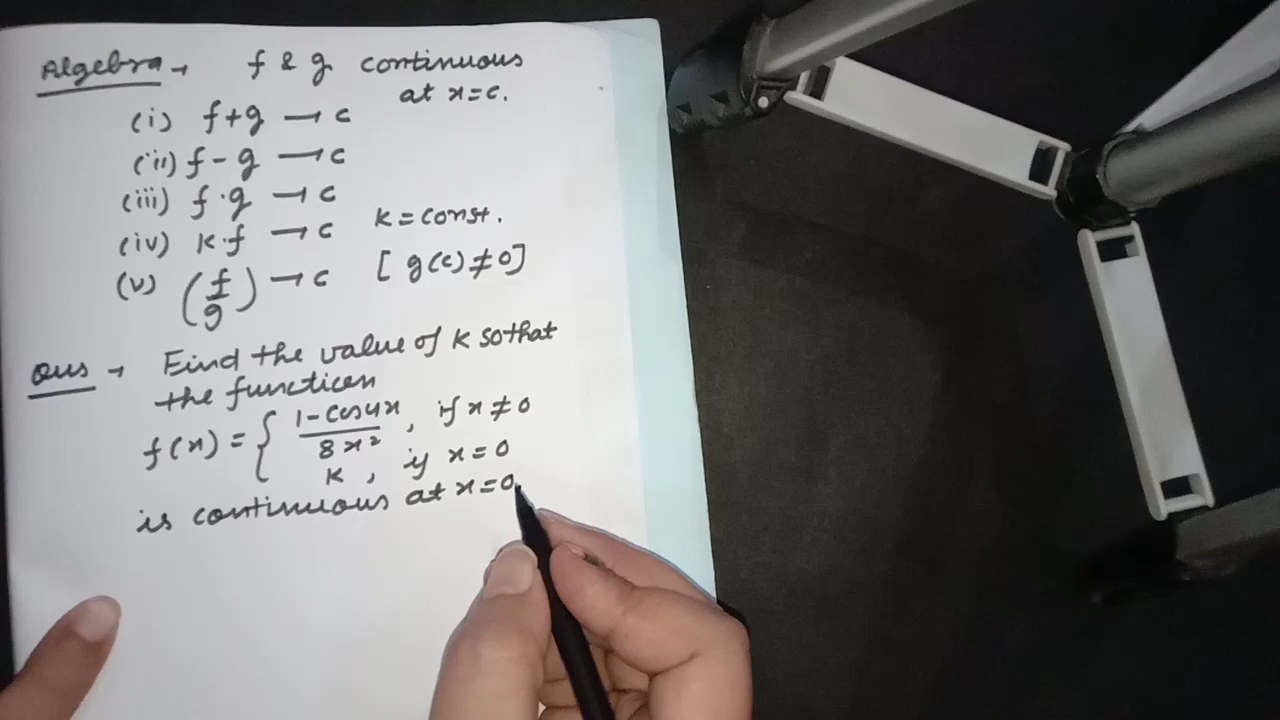 Algebra → f & g continuous
at x=c.
(i) f+g → c
(ii) f-g → c
(iii) f·g → c
(iv) k·f → c k = const.
(v) (f/g) → c [g(c)≠0]
Ques → Find the value of k so that
the function
f(x) = { 1-cos4x/8x², if x≠0
k, if x=0
is continuous at x=0